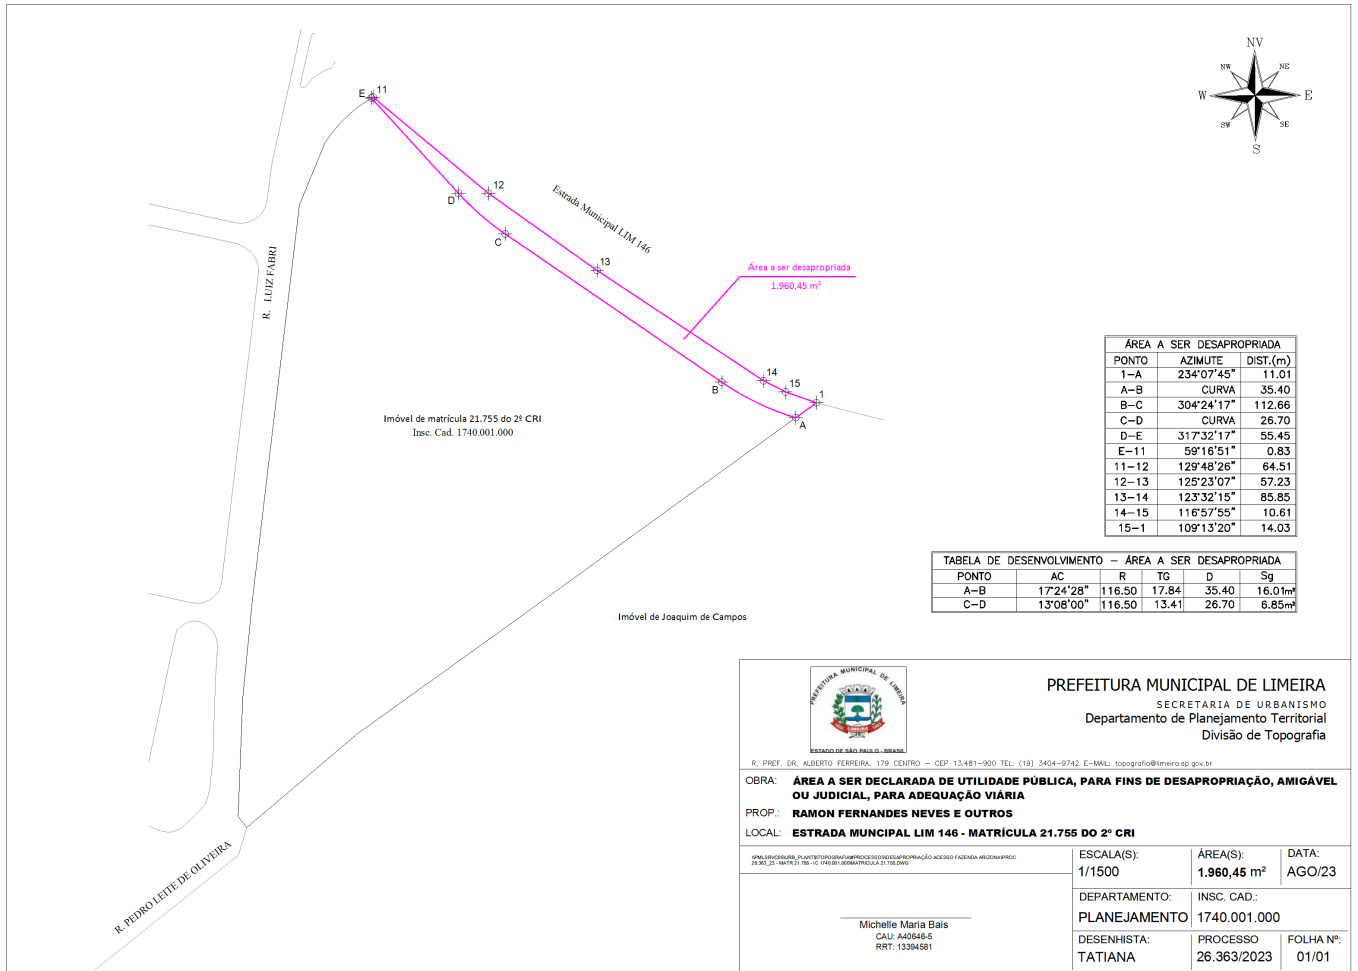 NV
NW
NE
W
E
SW
SE
S
E
11
12
D
C
Estrada Municipal LIM 146
13
Área a ser desapropriada
1.960,45 m²
R. LUIZ FABRI
14
B
15
1
A
Imóvel de matrícula 21.755 do 2º CRI
Insc. Cad. 1740.001.000
Imóvel de Joaquim de Campos
R. PEDRO LEITE DE OLIVEIRA
ÁREA A SER DESAPROPRIADA
PONTO AZIMUTE DIST.(m)
1-A 234°07'45" 11.01
A-B CURVA 35.40
B-C 304°24'17" 112.66
C-D CURVA 26.70
D-E 317°32'17" 55.45
E-11 59°16'51" 0.83
11-12 129°48'26" 64.51
12-13 125°23'07" 57.23
13-14 123°32'15" 85.85
14-15 116°57'55" 10.61
15-1 109°13'20" 14.03
TABELA DE DESENVOLVIMENTO - ÁREA A SER DESAPROPRIADA
PONTO AC R TG D Sg
A-B 17°24'28" 116.50 17.84 35.40 16.01m²
C-D 13°08'00" 116.50 13.41 26.70 6.85m²
PREFEITURA MUNICIPAL DE LIMEIRA
ESTADO DE SÃO PAULO - BRASIL
PREFEITURA MUNICIPAL DE LIMEIRA
SECRETARIA DE URBANISMO
Departamento de Planejamento Territorial
Divisão de Topografia
R. PREF. DR. ALBERTO FERREIRA, 179 CENTRO - CEP 13.481-900 TEL: (19) 3404-9742 E-MAIL: topografia@limeira.sp.gov.br
OBRA: ÁREA A SER DECLARADA DE UTILIDADE PÚBLICA, PARA FINS DE DESAPROPRIAÇÃO, AMIGÁVEL
OU JUDICIAL, PARA ADEQUAÇÃO VIÁRIA
PROP.: RAMON FERNANDES NEVES E OUTROS
LOCAL: ESTRADA MUNCIPAL LIM 146 - MATRÍCULA 21.755 DO 2º CRI
ESCALA(S):
1/1500
ÁREA(S):
1.960,45 m²
DATA:
AGO/23
DEPARTAMENTO:
PLANEJAMENTO
INSC. CAD.:
1740.001.000
Michelle Maria Bais
CAU: A40646-5
RRT: 13394581
DESENHISTA:
TATIANA
PROCESSO
26.363/2023
FOLHA Nº:
01/01